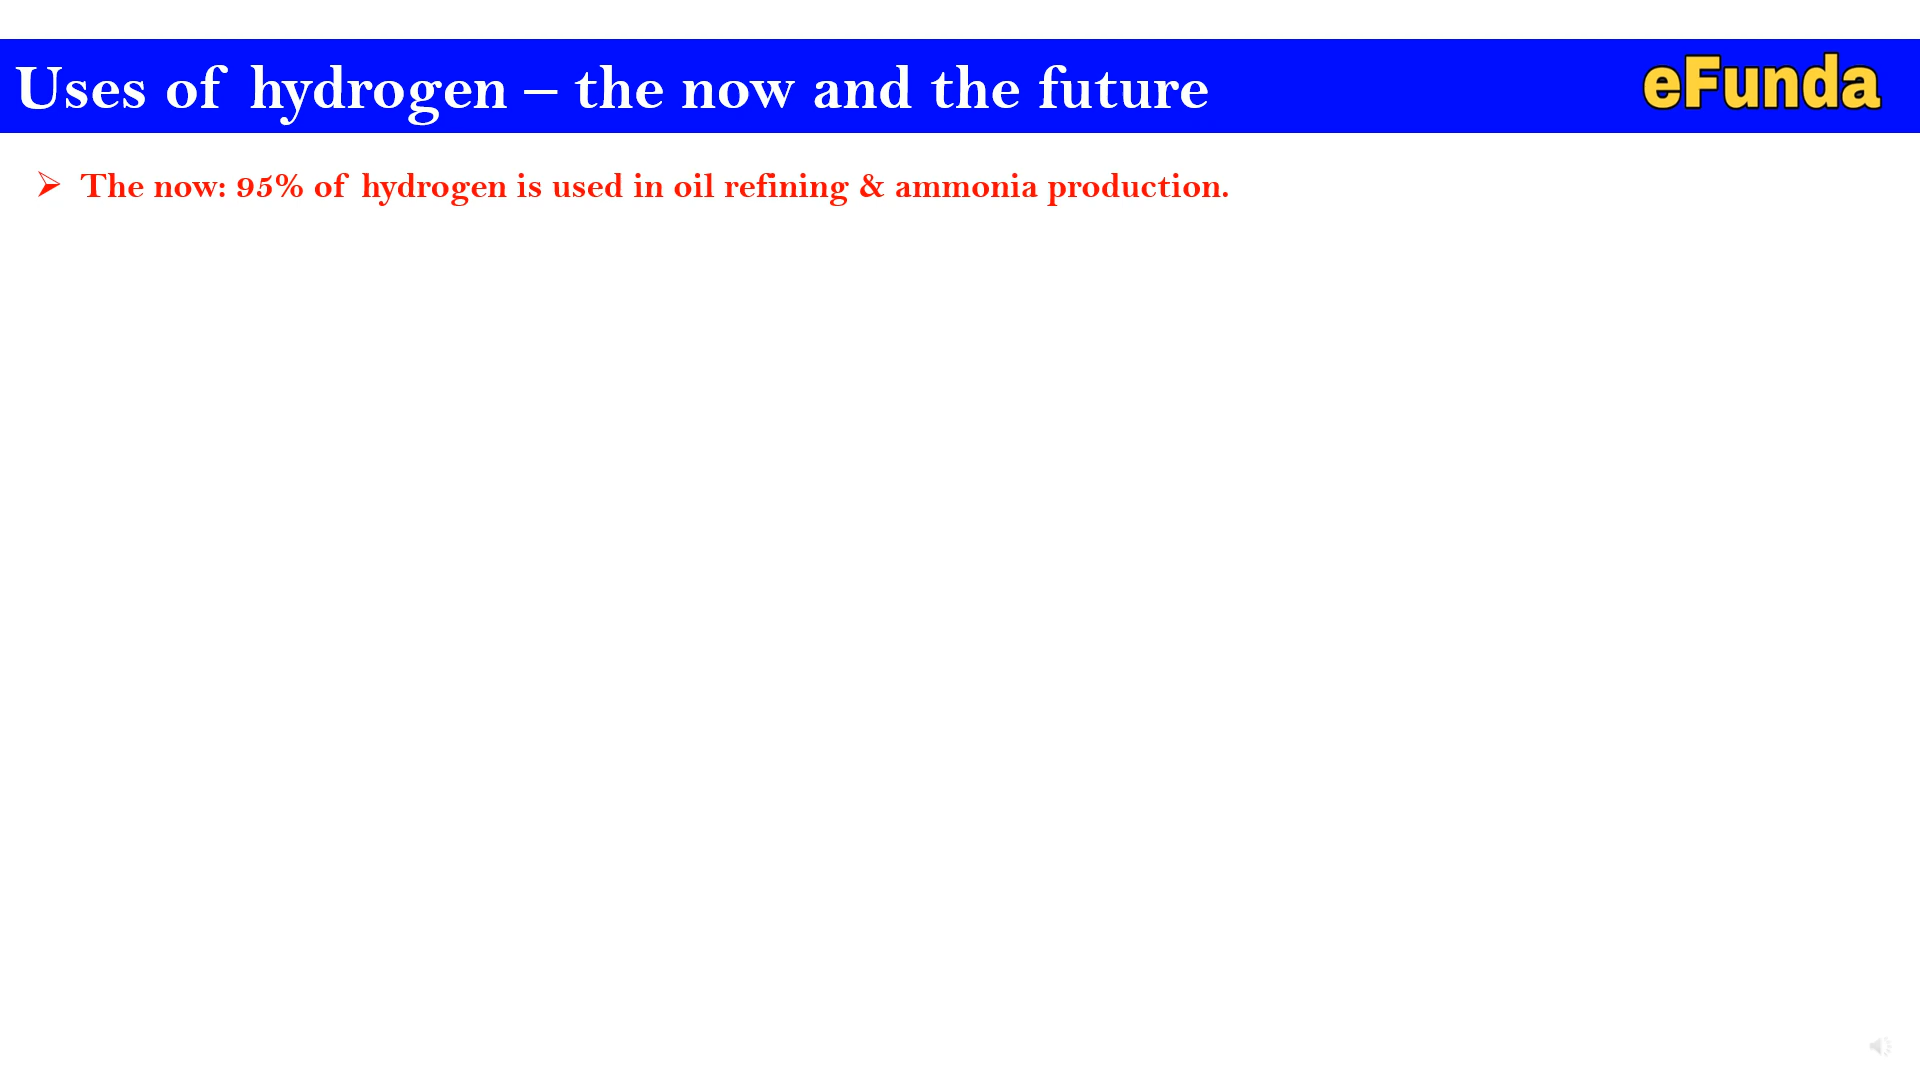 Uses of hydrogen – the now and the future
eFunda
➢ The now: 95% of hydrogen is used in oil refining & ammonia production.